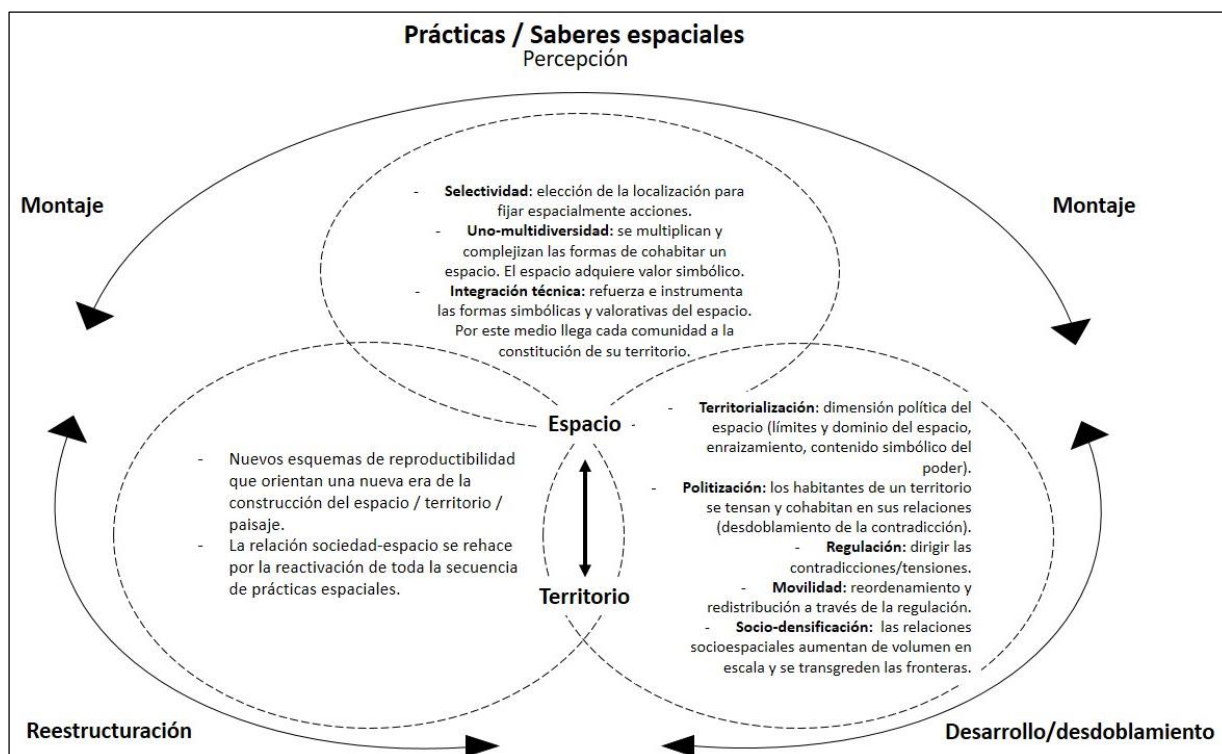 Prácticas / Saberes espaciales
Percepción
Montaje
Montaje
- Selectividad: elección de la localización para
fijar espacialmente acciones.
- Uno-multidiversidad: se multiplican y
complejizan las formas de cohabitar un
espacio. El espacio adquiere valor simbólico.
- Integración técnica: refuerza e instrumenta
las formas simbólicas y valorativas del espacio.
Por este medio llega cada comunidad a la
constitución de su territorio.
Espacio
Territorio
- Nuevos esquemas de reproductibilidad
que orientan una nueva era de la
construcción del espacio / territorio /
paisaje.
- La relación sociedad-espacio se rehace
por la reactivación de toda la secuencia
de prácticas espaciales.
- Territorialización: dimensión política del
espacio (límites y dominio del espacio,
enraizamiento, contenido simbólico del
poder).
- Politización: los habitantes de un territorio
se tensan y cohabitan en sus relaciones
(desdoblamiento de la contradicción).
- Regulación: dirigir las
contradicciones/tensiones.
- Movilidad: reordenamiento y
redistribución a través de la regulación.
- Socio-densificación: las relaciones
socioespaciales aumentan de volumen en
escala y se transgreden las fronteras.
Reestructuración
Desarrollo/desdoblamiento